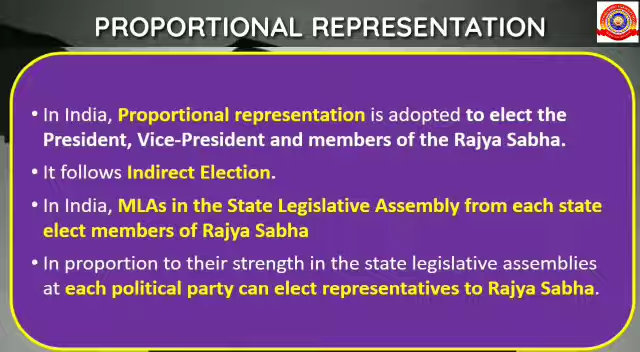 PROPORTIONAL REPRESENTATION
• In India, Proportional representation is adopted to elect the
President, Vice-President and members of the Rajya Sabha.
• It follows Indirect Election.
• In India, MLAs in the State Legislative Assembly from each state
elect members of Rajya Sabha
• In proportion to their strength in the state legislative assemblies
at each political party can elect representatives to Rajya Sabha.